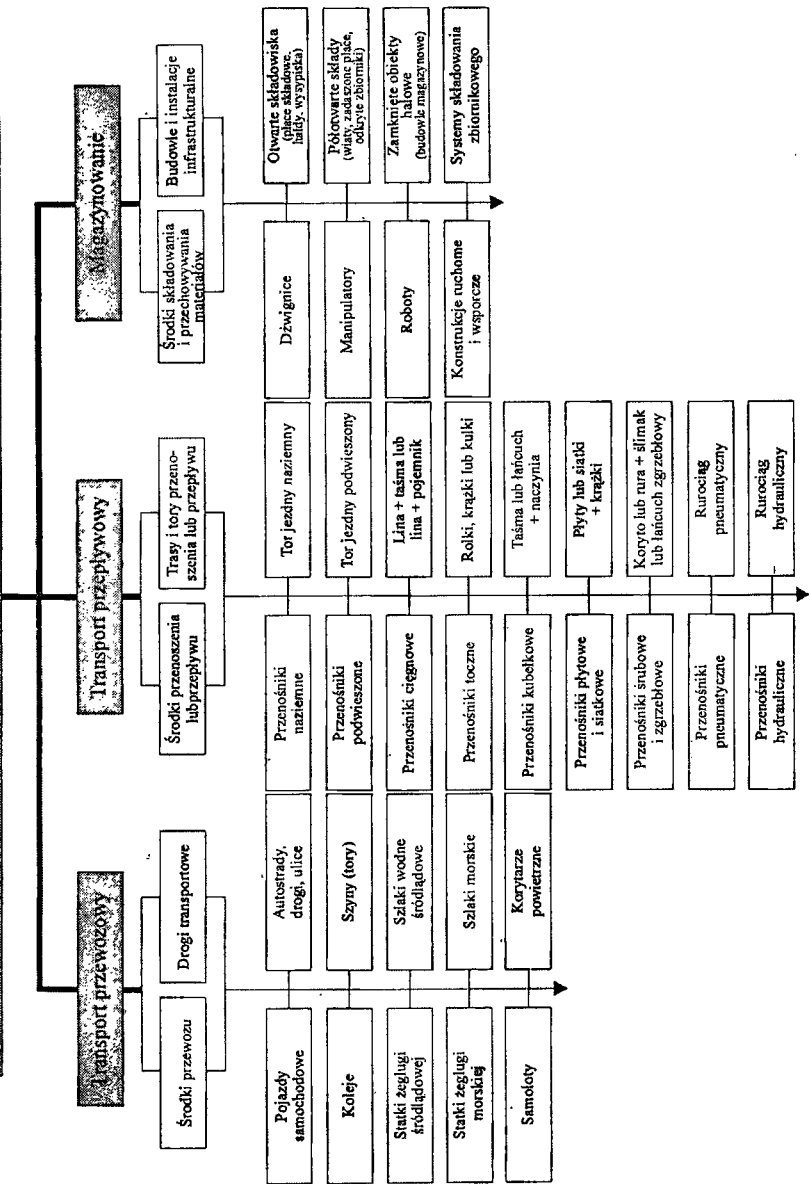 Transport przewozowy
Środki przewozu
Drogi transportowe
Pojazdy
samochodowe
Autostrady,
drogi, ulice
Koleje
Szyny (tory)
Statki żeglugi
śródlądowej
Szlaki wodne
śródlądowe
Statki żeglugi
morskiej
Szlaki morskie
Samoloty
Korytarze
powietrzne
Transport przepływowy
Środki przenoszenia
lubprzepływu
Trasy i tory przeno-
szenia lub przepływu
Przenośniki
naziemne
Tor jezdny naziemny
Przenośniki
podwieszone
Tor jezdny podwieszony
Przenośniki cięgnowe
Lina + taśma lub
lina + pojemnik
Przenośniki toczne
Rolki, krążki lub kulki
Przenośniki kubełkowe
Taśma lub łańcuch
+ naczynia
Przenośniki płytowe
i siatkowe
Płyty lub siatki
+ krążki
Przenośniki śrubowe
i zgrzebłowe
Koryto lub rura + ślimak
lub łańcuch zgrzebłowy
Przenośniki
pneumatyczne
Rurociąg
pneumatyczny
Przenośniki
hydrauliczne
Rurociąg
hydrauliczny
Magazynowanie
Środki składowania
i przechowywania
materiałów
Budowle i instalacje
infrastrukturalne
Dźwignice
Otwarte składowiska
(place składowe,
hałdy, wysypiska)
Manipulatory
Półotwarte składy
(wiaty, zadaszone place,
odkryte zbiorniki)
Roboty
Zamknięte obiekty
halowe
(budowle magazynowe)
Konstrukcje ruchome
i wsporcze
Systemy składowania
zbiornikowego